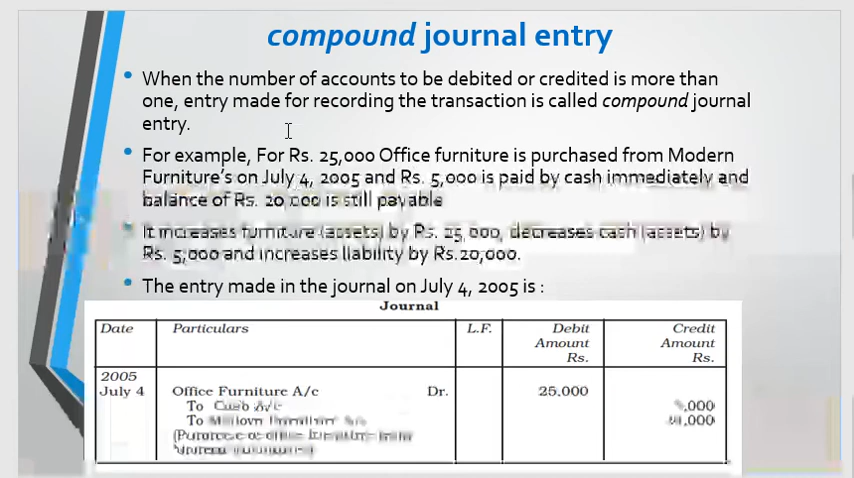 compound journal entry
• When the number of accounts to be debited or credited is more than
one, entry made for recording the transaction is called compound journal
entry.
• For example, For Rs. 25,000 Office furniture is purchased from Modern
Furniture's on July 4, 2005 and Rs. 5,000 is paid by cash immediately and
balance of Rs. 20,000 is still payable
• It increases furniture (assets) by Rs. 25,000, decreases cash (assets) by
Rs. 5,000 and increases liability by Rs.20,000.
• The entry made in the journal on July 4, 2005 is :
Journal
Date Particulars L.F. Debit Credit
Amount Amount
Rs. Rs.
2005
July 4 Office Furniture A/c Dr. 25,000
To
To